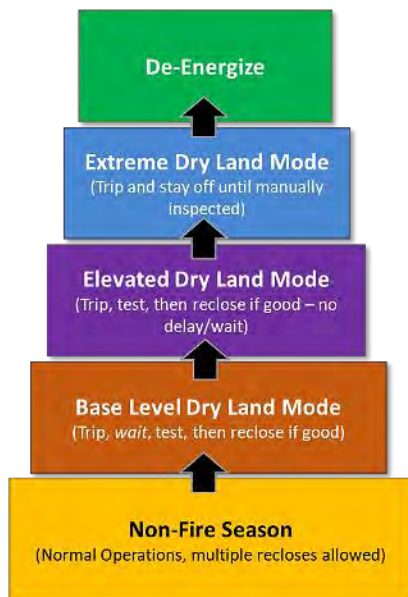 De-Energize
Extreme Dry Land Mode
(Trip and stay off until manually
inspected)
Elevated Dry Land Mode
(Trip, test, then reclose if good – no
delay/wait)
Base Level Dry Land Mode
(Trip, wait, test, then reclose if good)
Non-Fire Season
(Normal Operations, multiple recloses allowed)